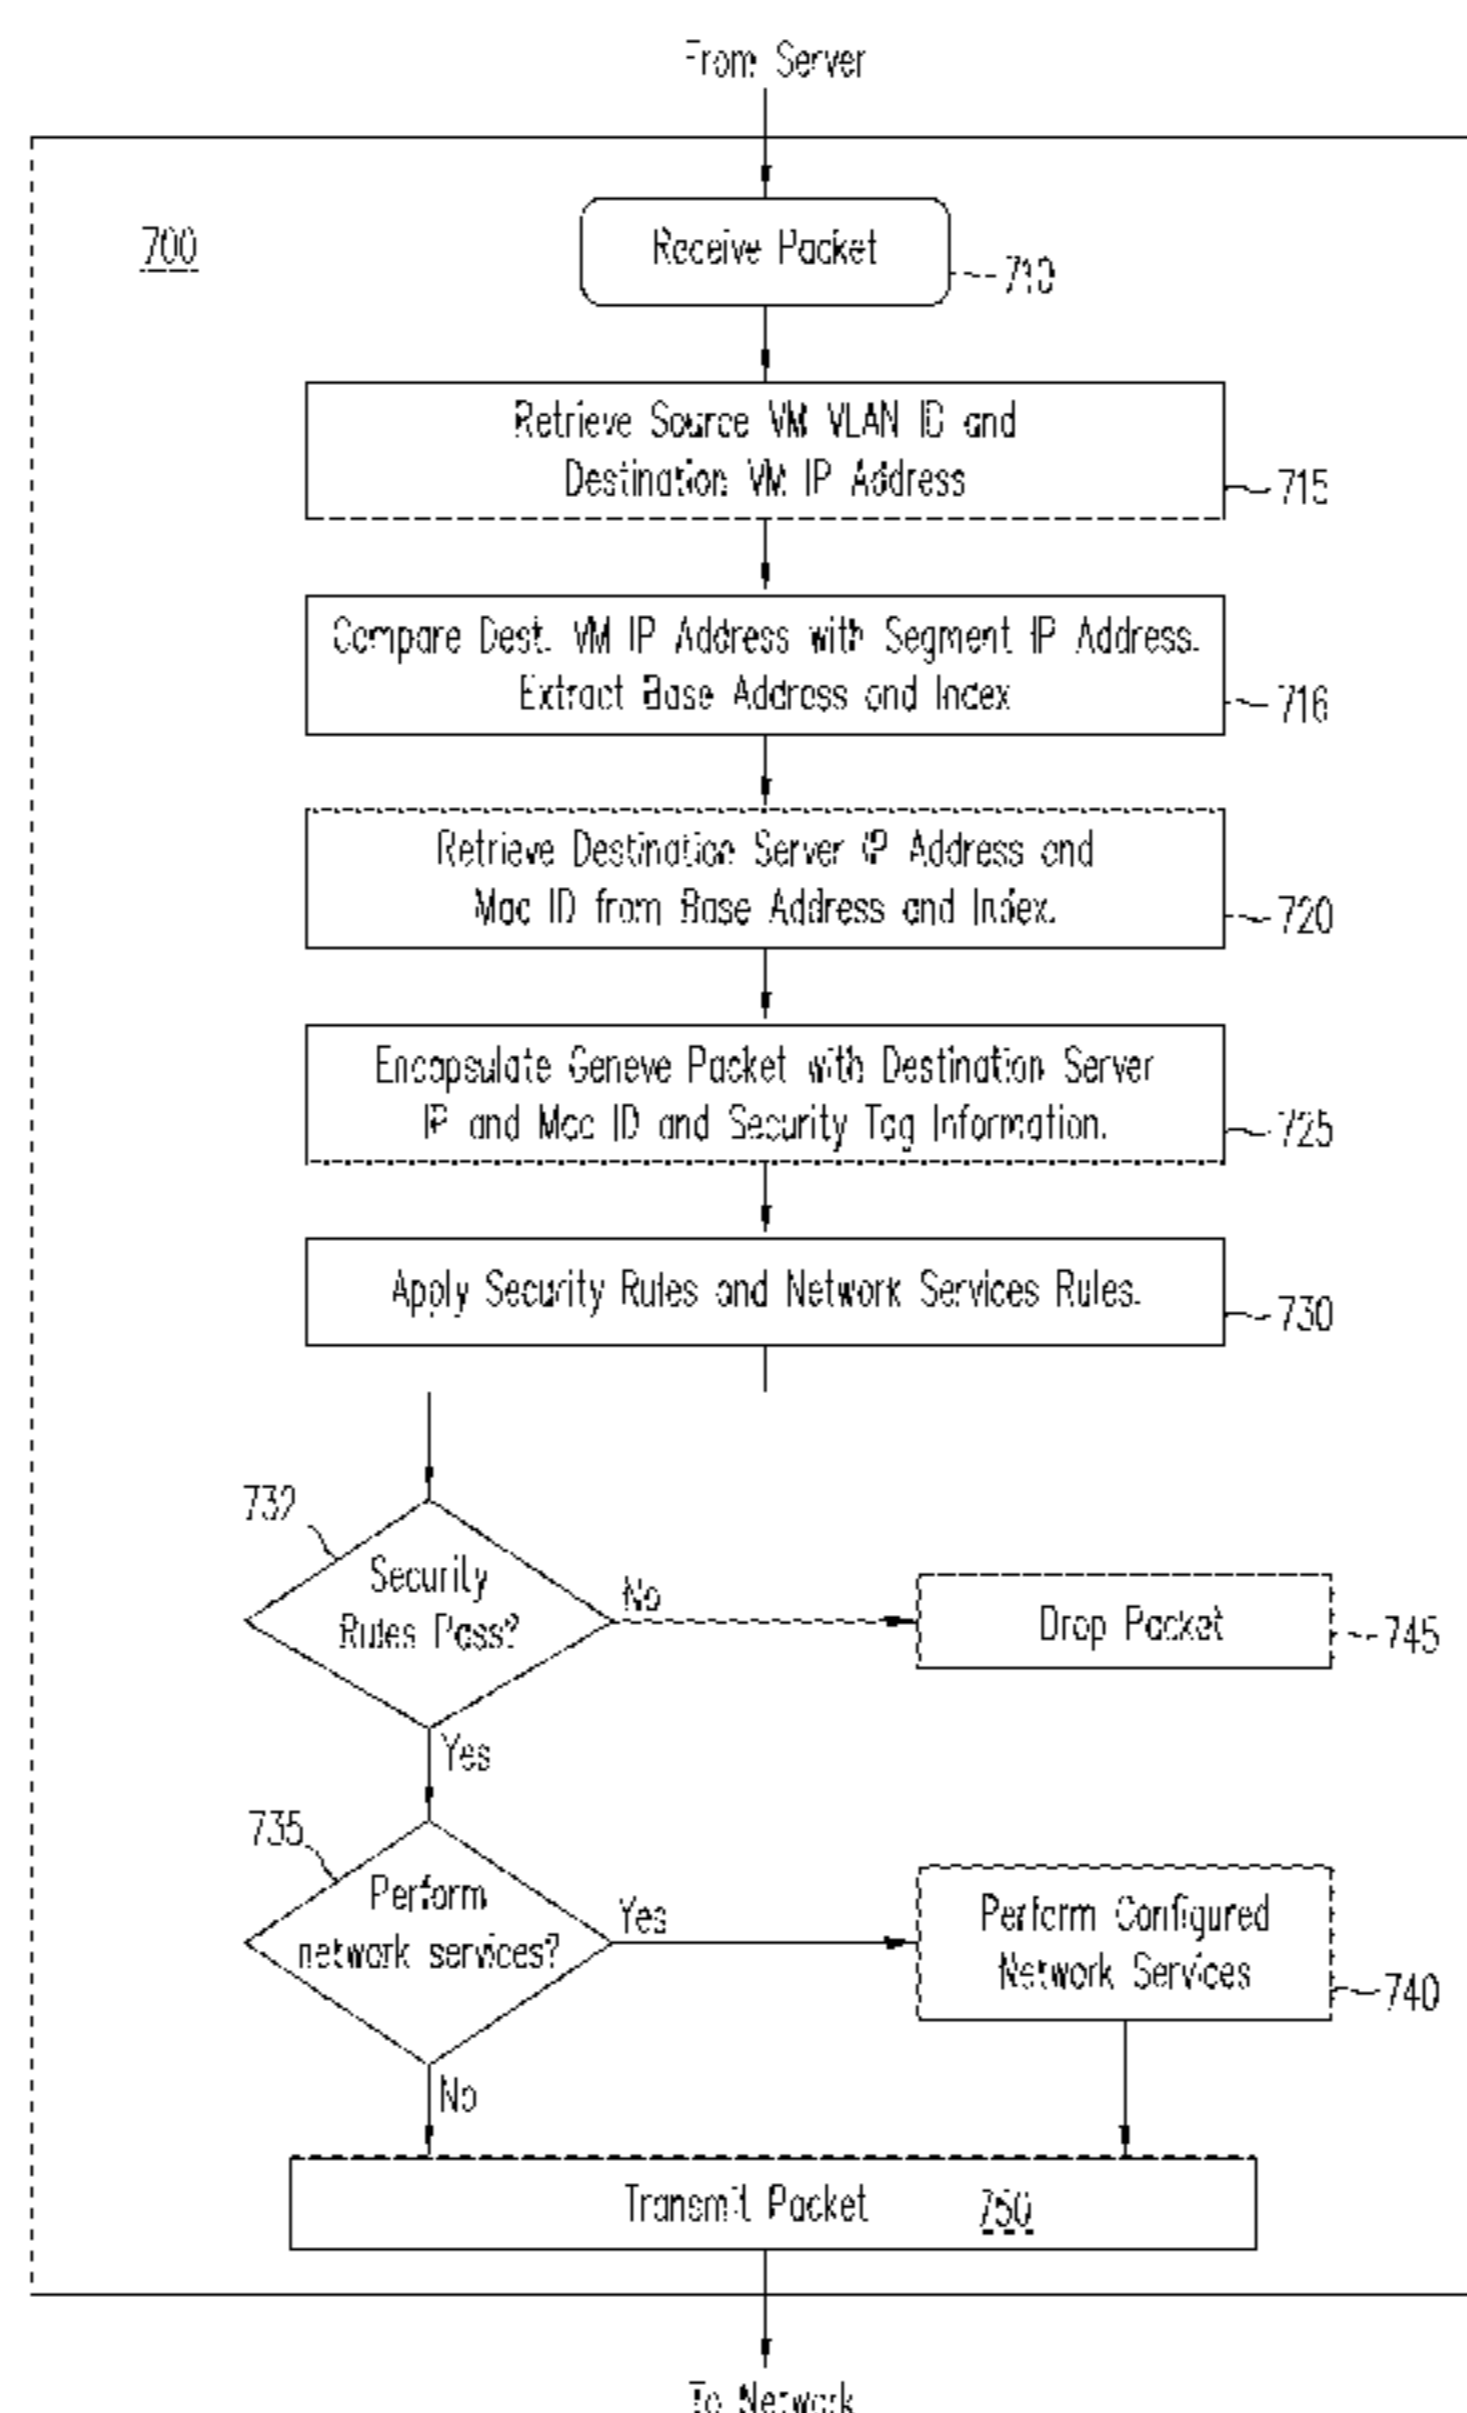 From Server
700
Receive Packet
710
Retrieve Source VM VLAN ID and
Destination VM IP Address
715
Compare Dest. VM IP Address with Segment IP Address.
Extract Base Address and Index
716
Retrieve Destination Server IP Address and
Mac ID from Base Address and Index.
720
Encapsulate Geneve Packet with Destination Server
IP and Mac ID and Security Tag Information.
725
Apply Security Rules and Network Services Rules.
730
732
Security
Rules Pass?
No
Drop Packet
745
Yes
735
Perform
network services?
Yes
Perform Configured
Network Services
740
No
Transmit Packet 750
To Network